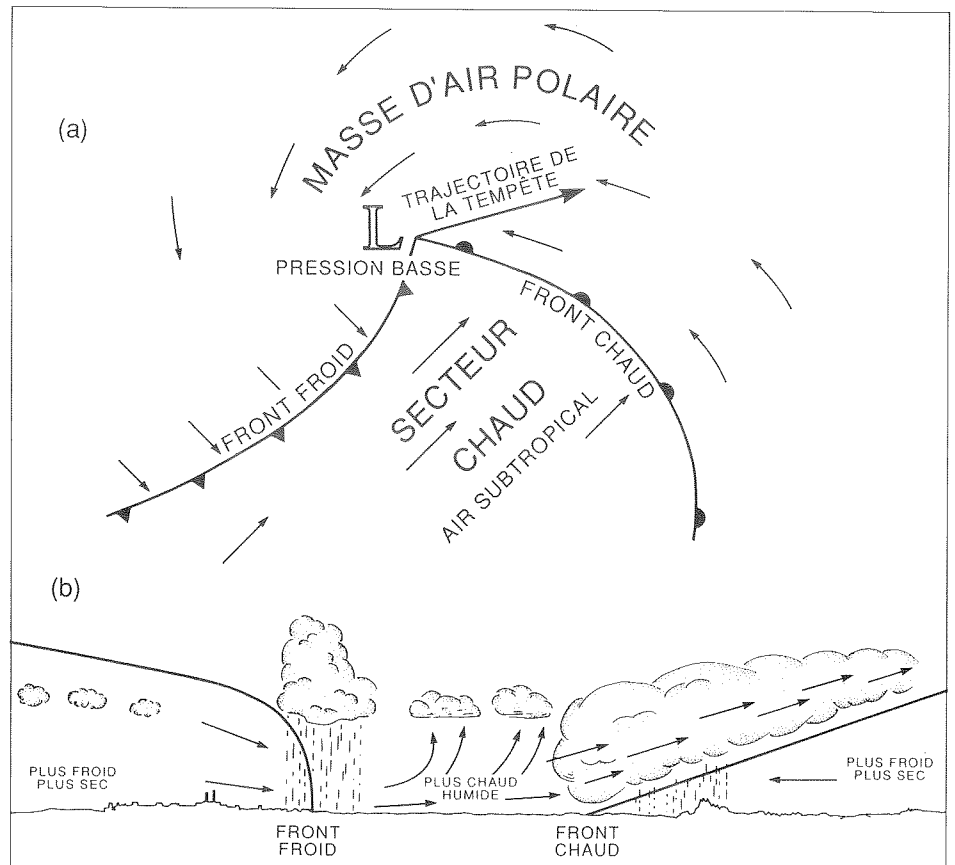 (a)
MASSE D'AIR POLAIRE
TRAJECTOIRE DE
LA TEMPÊTE
L
PRESSION BASSE
FRONT FROID
FRONT CHAUD
SECTEUR
CHAUD
AIR SUBTROPICAL
(b)
PLUS FROID
PLUS SEC
PLUS CHAUD
HUMIDE
PLUS FROID
PLUS SEC
FRONT
FROID
FRONT
CHAUD